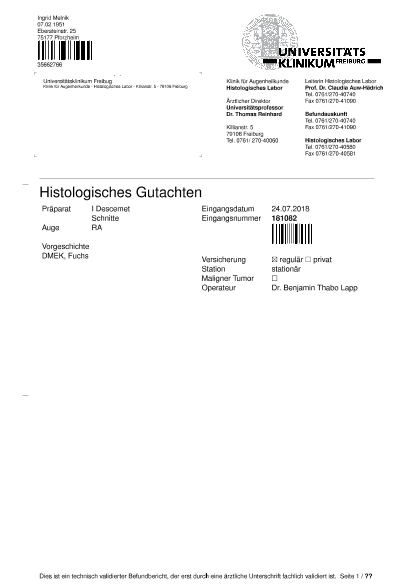 Ingrid Melnik
07.02.1951
Ebersteinstr. 25
75177 Pforzheim
35662766
UNIVERSITÄTS
KLINIKUM FREIBURG
Universitätsklinikum Freiburg
Klinik für Augenheilkunde · Histologisches Labor · Killianstr. 5 · 79106 Freiburg
Klinik für Augenheilkunde
Histologisches Labor
Ärztlicher Direktor
Universitätsprofessor
Dr. Thomas Reinhard
Killianstr. 5
79106 Freiburg
Tel. 0761/ 270-40060
Leiterin Histologisches Labor
Prof. Dr. Claudia Auw-Hädrich
Tel. 0761/270-40740
Fax 0761/270-41090
Befundauskunft
Tel. 0761/270-40740
Fax 0761/270-41090
Histologisches Labor
Tel. 0761/270-40580
Fax 0761/270-40581
Histologisches Gutachten
Präparat I Descemet
Schnitte
Auge RA
Vorgeschichte
DMEK, Fuchs
Eingangsdatum 24.07.2018
Eingangsnummer 181082
Versicherung ☒ regulär ☐ privat
Station stationär
Maligner Tumor ☐
Operateur Dr. Benjamin Thabo Lapp
Dies ist ein technisch validierter Befundbericht, der erst durch eine ärztliche Unterschrift fachlich validiert ist. Seite 1 / ??